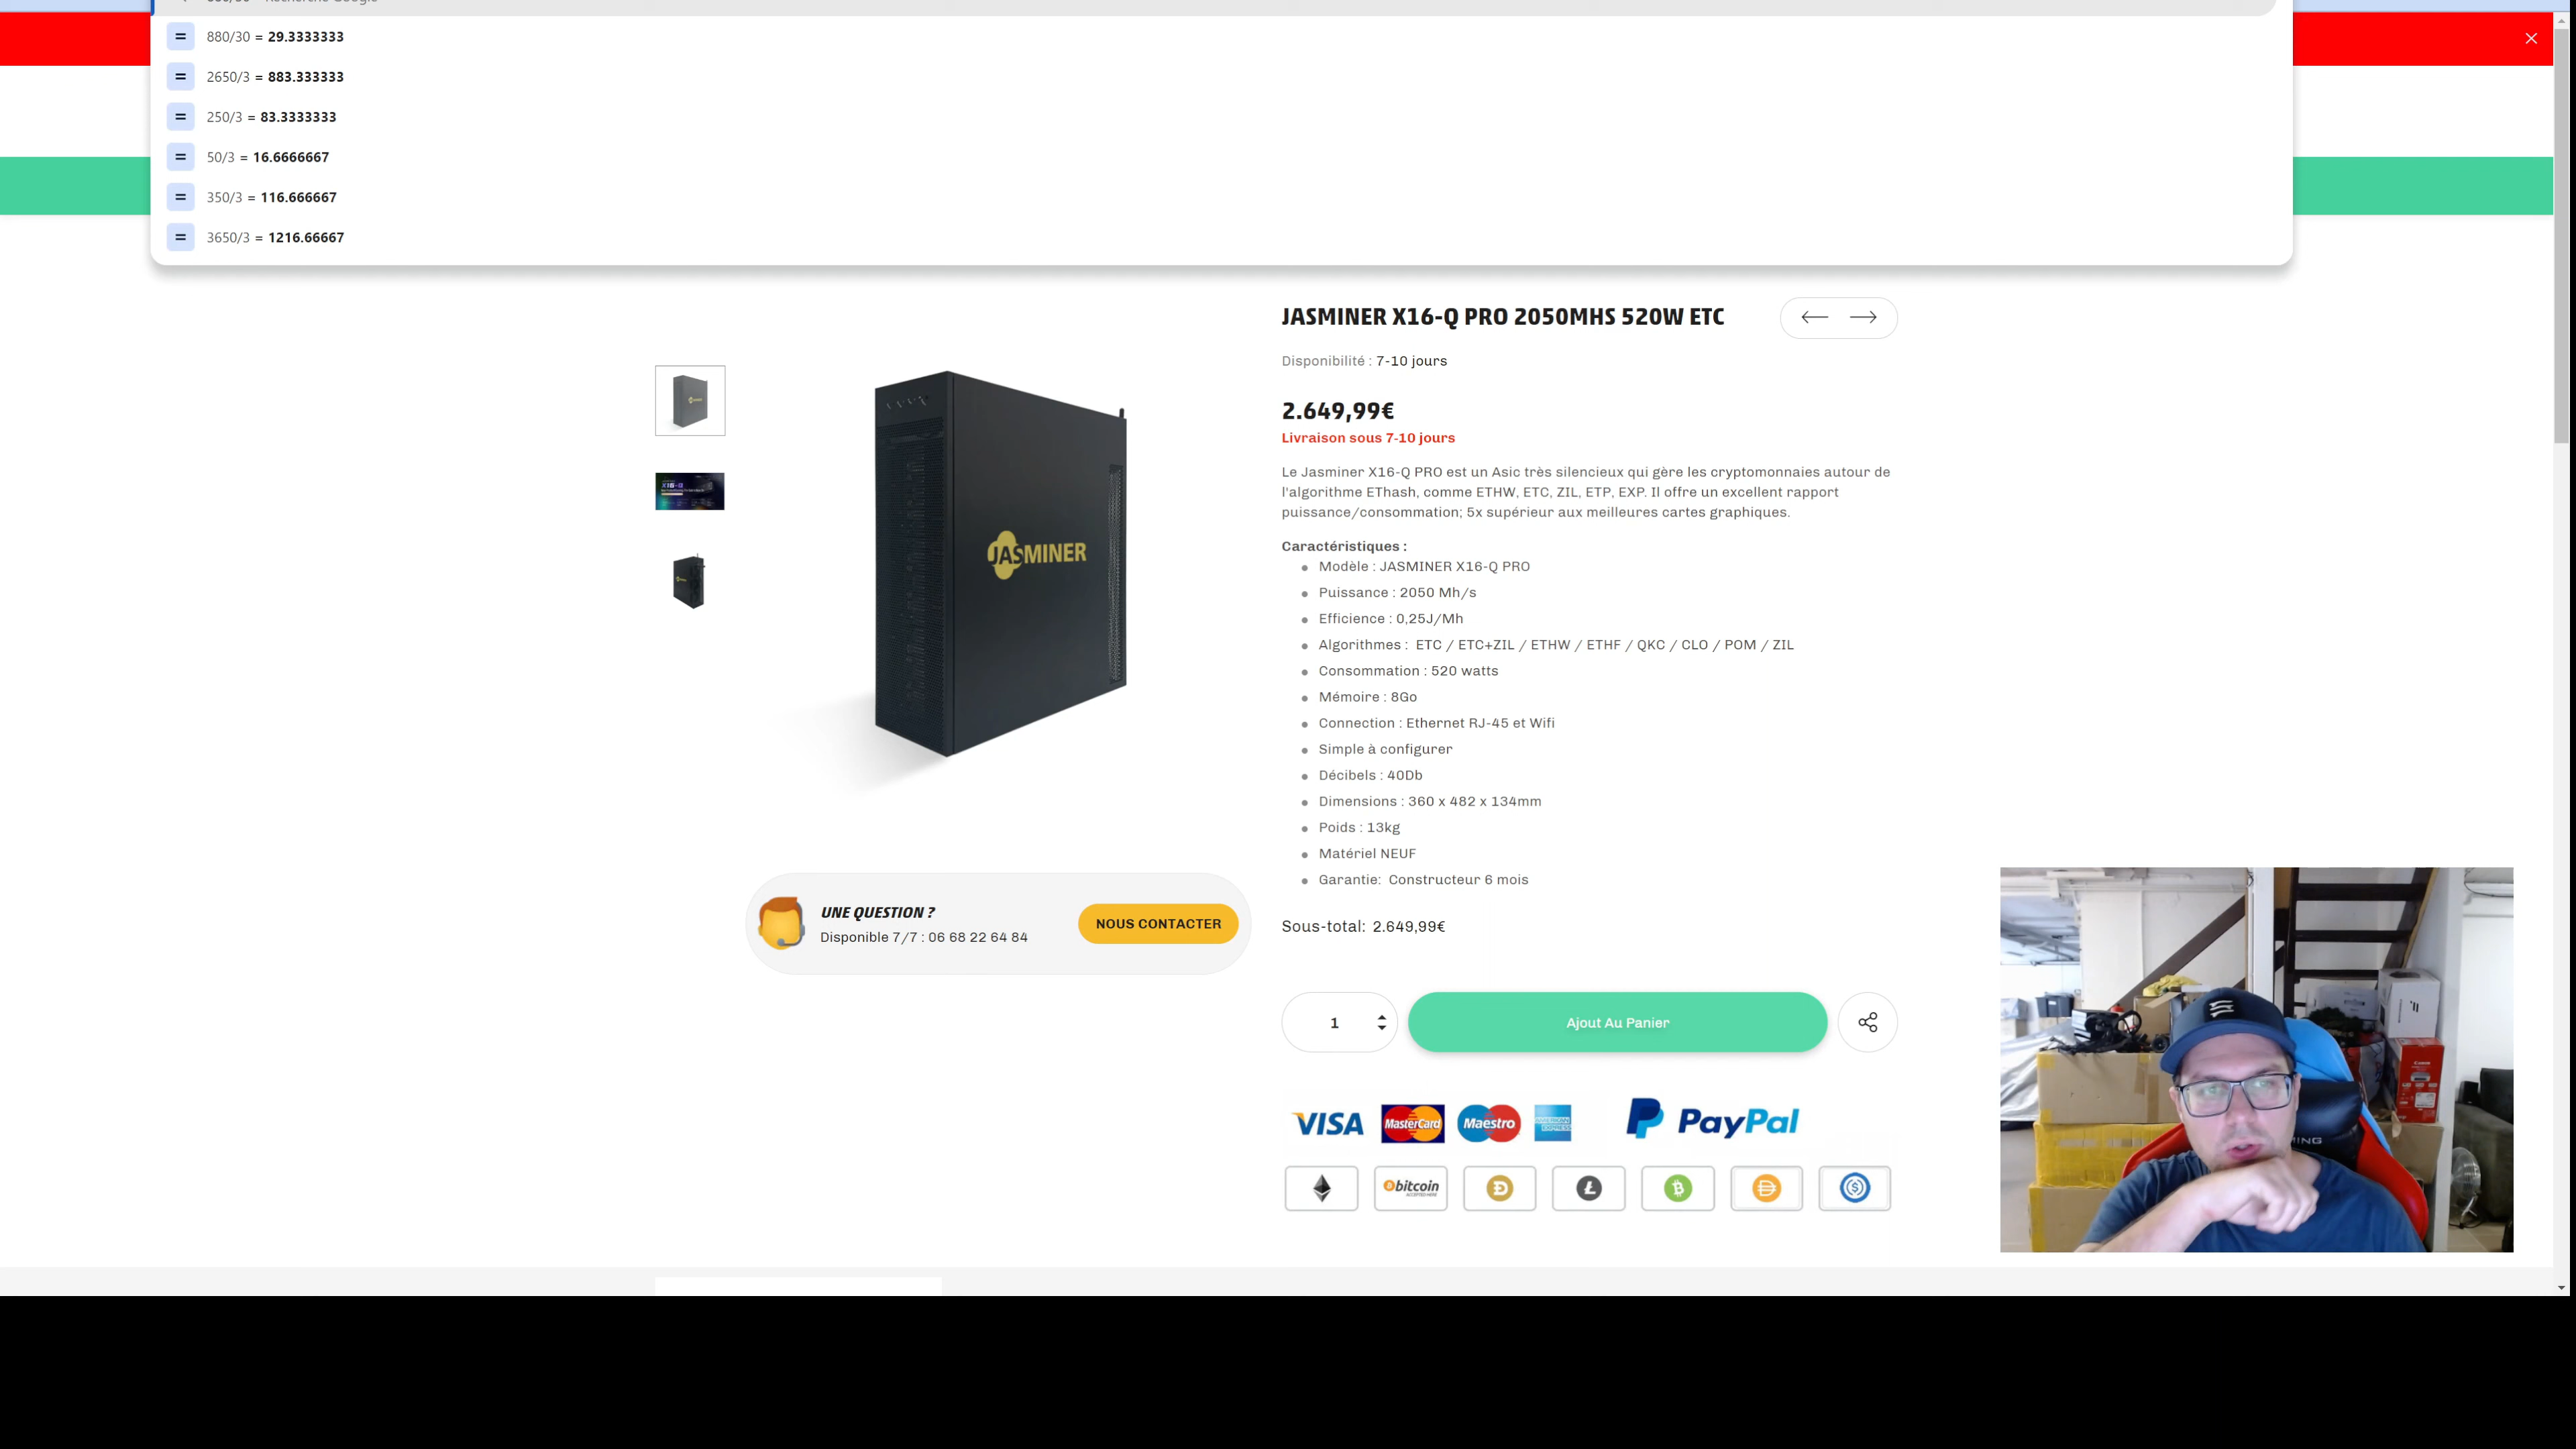 880/30 - Recherche Google
880/30 = 29.3333333
2650/3 = 883.333333
250/3 = 83.3333333
50/3 = 16.6666667
350/3 = 116.666667
3650/3 = 1216.66667
JASMINER X16-Q PRO 2050MHS 520W ETC
Disponibilité : 7-10 jours
2.649,99€
Livraison sous 7-10 jours
Le Jasminer X16-Q PRO est un Asic très silencieux qui gère les cryptomonnaies autour de
l'algorithme EThash, comme ETHW, ETC, ZIL, ETP, EXP. Il offre un excellent rapport
puissance/consommation; 5x supérieur aux meilleures cartes graphiques.
Caractéristiques :
Modèle : JASMINER X16-Q PRO
Puissance : 2050 Mh/s
Efficience : 0,25J/Mh
Algorithmes : ETC / ETC+ZIL / ETHW / ETHF / QKC / CLO / POM / ZIL
Consommation : 520 watts
Mémoire : 8Go
Connection : Ethernet RJ-45 et Wifi
Simple à configurer
Décibels : 40Db
Dimensions : 360 x 482 x 134mm
Poids : 13kg
Matériel NEUF
Garantie: Constructeur 6 mois
JASMINER
X16-Q
UNE QUESTION ?
Disponible 7/7 : 06 68 22 64 84
NOUS CONTACTER
Sous-total: 2.649,99€
1
Ajout Au Panier
VISA MasterCard Maestro AMERICAN EXPRESS PayPal
bitcoin
Canon